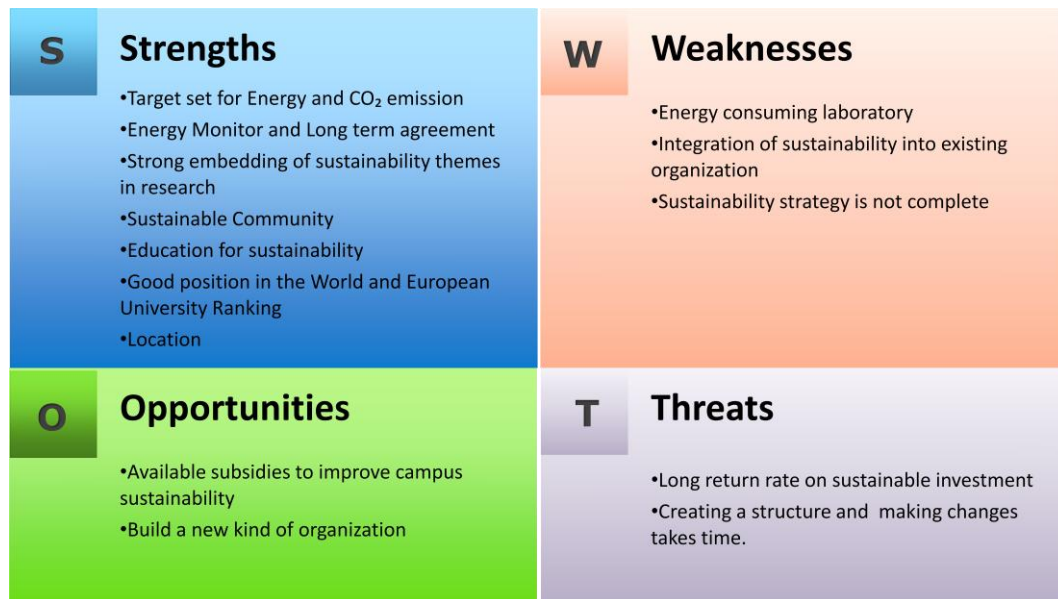 S
Strengths
•Target set for Energy and CO₂ emission
•Energy Monitor and Long term agreement
•Strong embedding of sustainability themes
in research
•Sustainable Community
•Education for sustainability
•Good position in the World and European
University Ranking
•Location
W
Weaknesses
•Energy consuming laboratory
•Integration of sustainability into existing
organization
•Sustainability strategy is not complete
O
Opportunities
•Available subsidies to improve campus
sustainability
•Build a new kind of organization
T
Threats
•Long return rate on sustainable investment
•Creating a structure and  making changes
takes time.